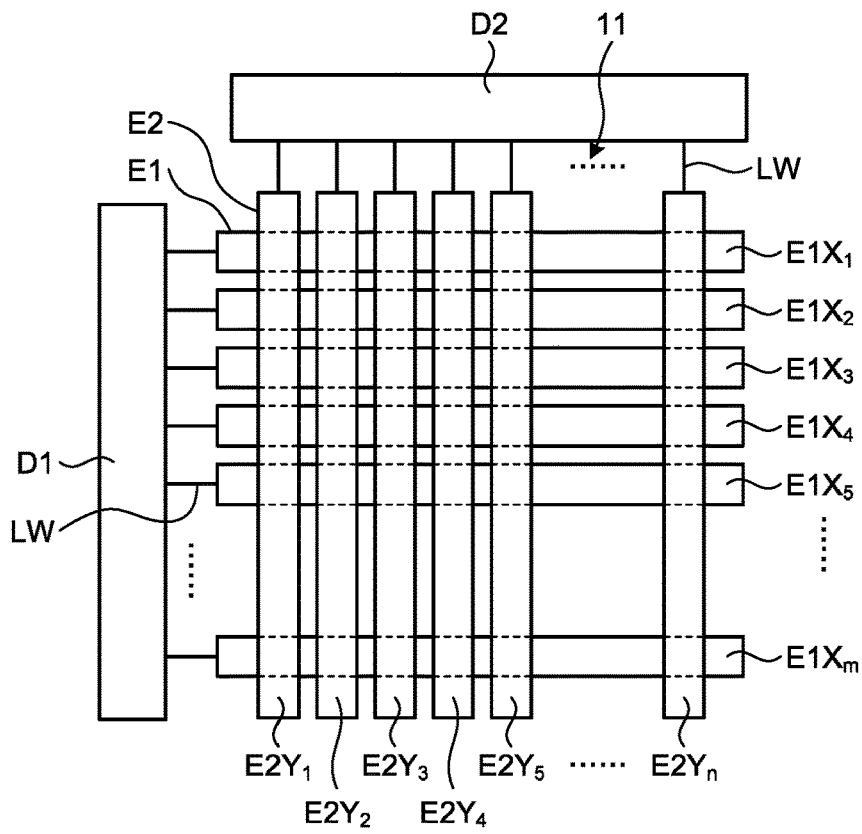 D2
11
E2
E1
LW
E1X₁
E1X₂
E1X₃
E1X₄
D1
E1X₅
LW
E1Xₘ
E2Y₁
E2Y₃
E2Y₅
......
E2Yₙ
E2Y₂
E2Y₄